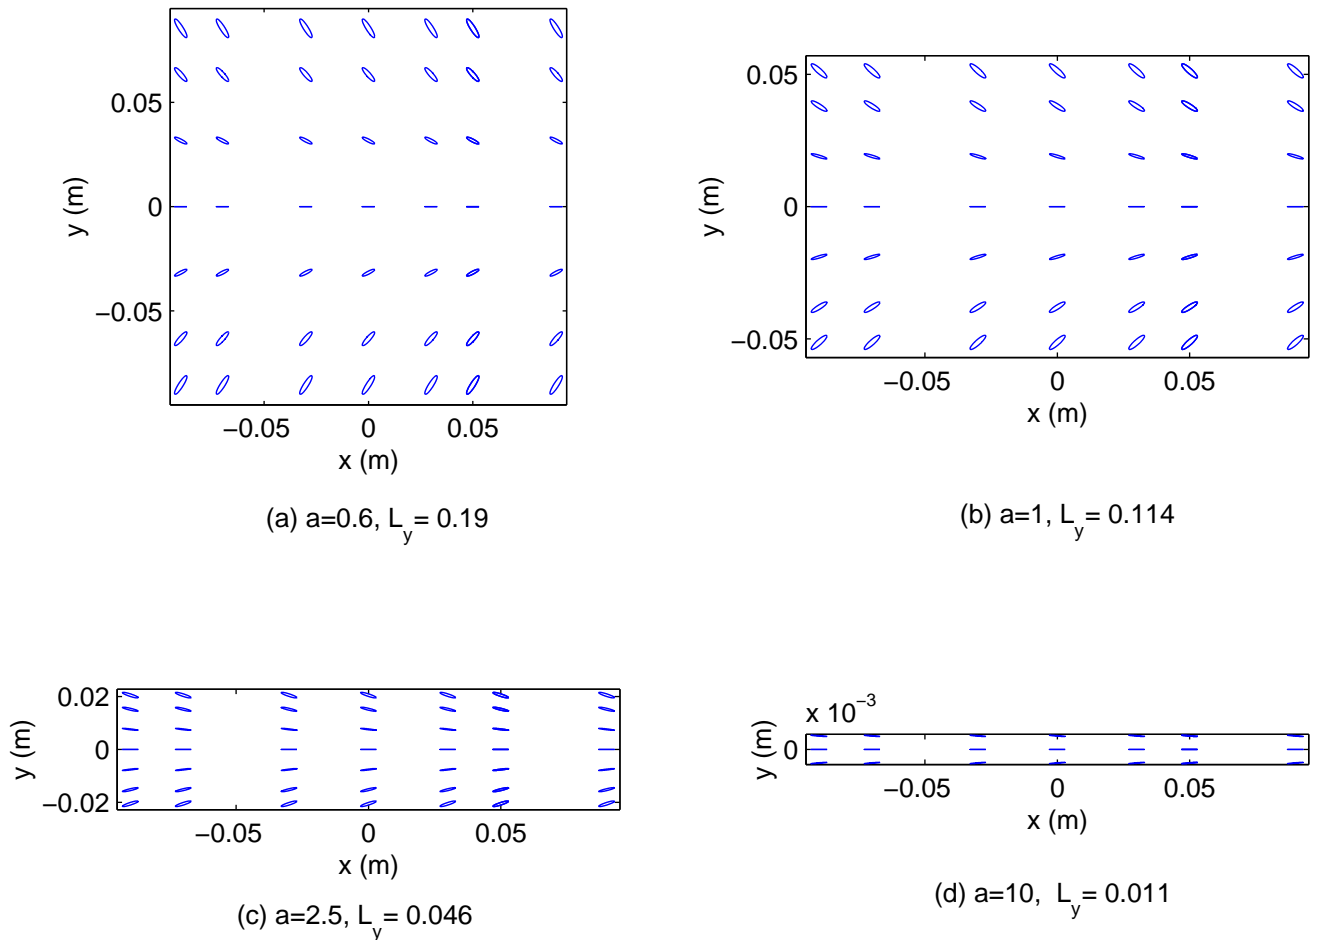 0.05
0
−0.05
y (m)
−0.05 0 0.05
x (m)
(a) a=0.6, L_y= 0.19
0.05
0
−0.05
y (m)
−0.05 0 0.05
x (m)
(b) a=1, L_y= 0.114
0.02
0
−0.02
y (m)
−0.05 0 0.05
x (m)
(c) a=2.5, L_y= 0.046
x 10^−3
0
y (m)
−0.05 0 0.05
x (m)
(d) a=10, L_y= 0.011